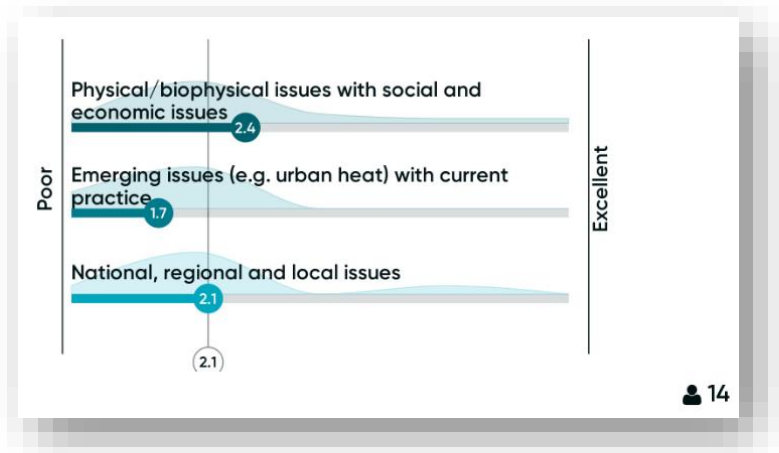 Physical/biophysical issues with social and
economic issues
2.4
Poor
Emerging issues (e.g. urban heat) with current
practice
1.7
Excellent
National, regional and local issues
2.1
2.1
14